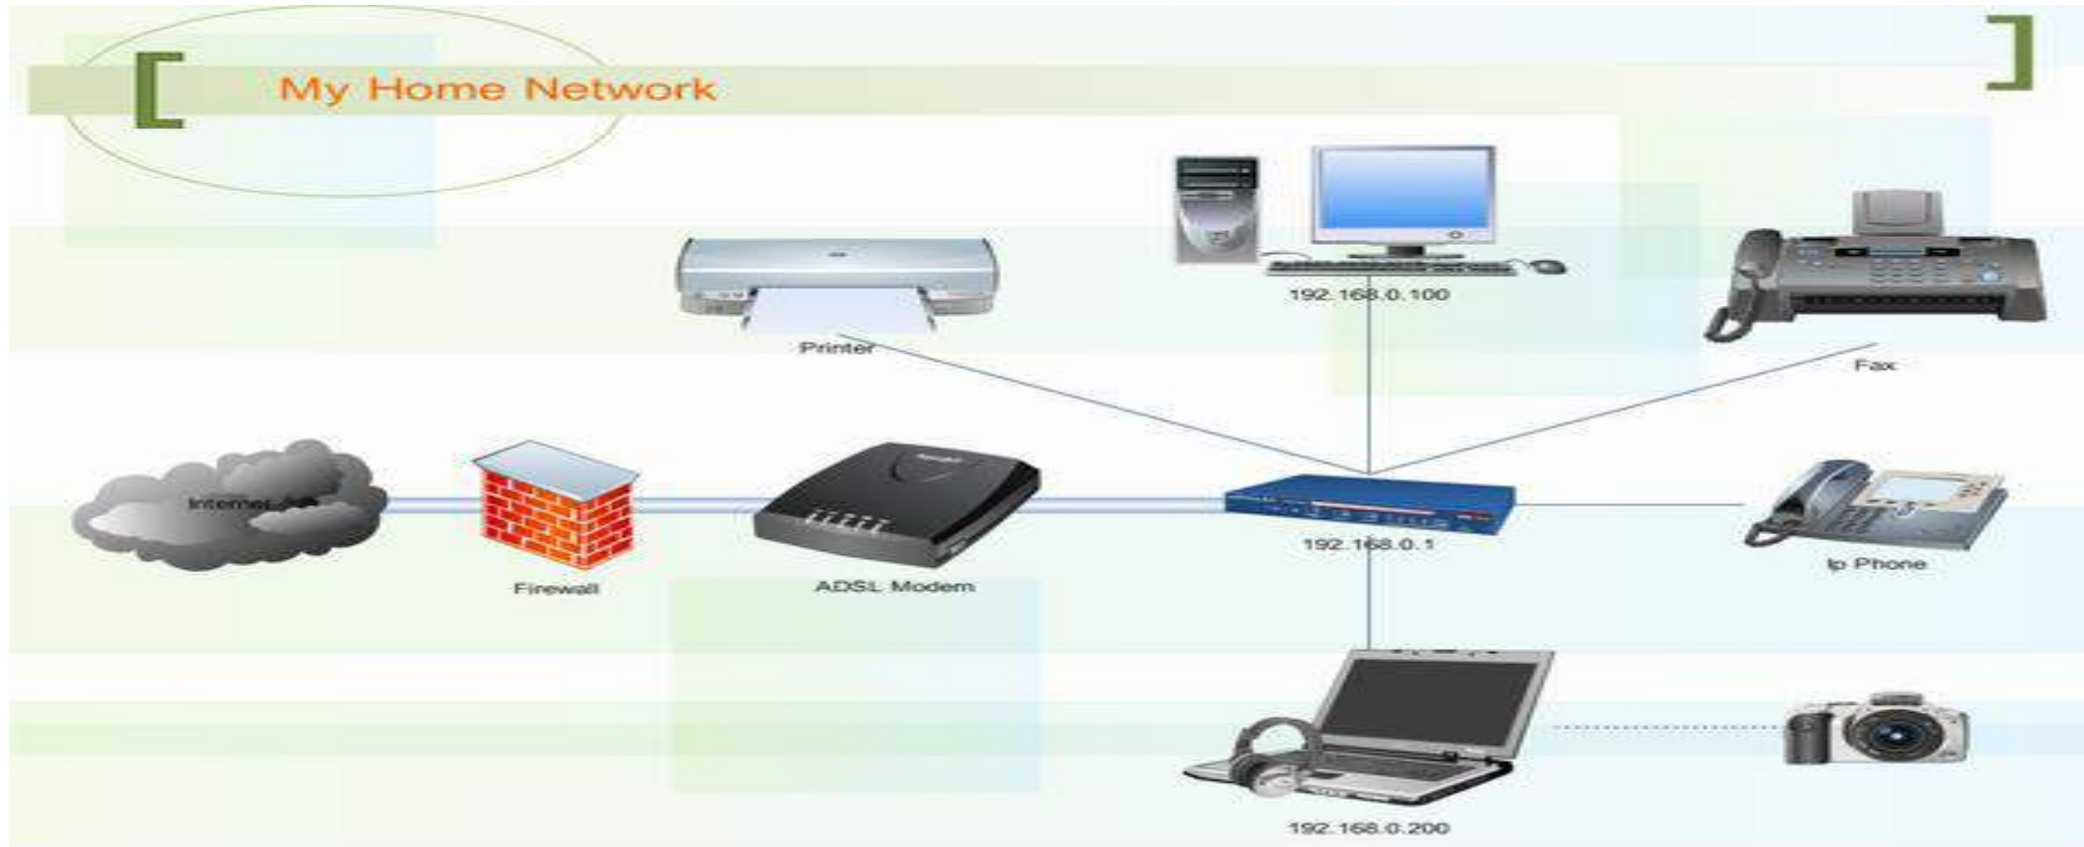 My Home Network
192.168.0.100
Printer
Fax
Internet
192.168.0.1
Ip Phone
Firewall
ADSL Modem
192.168.0.200